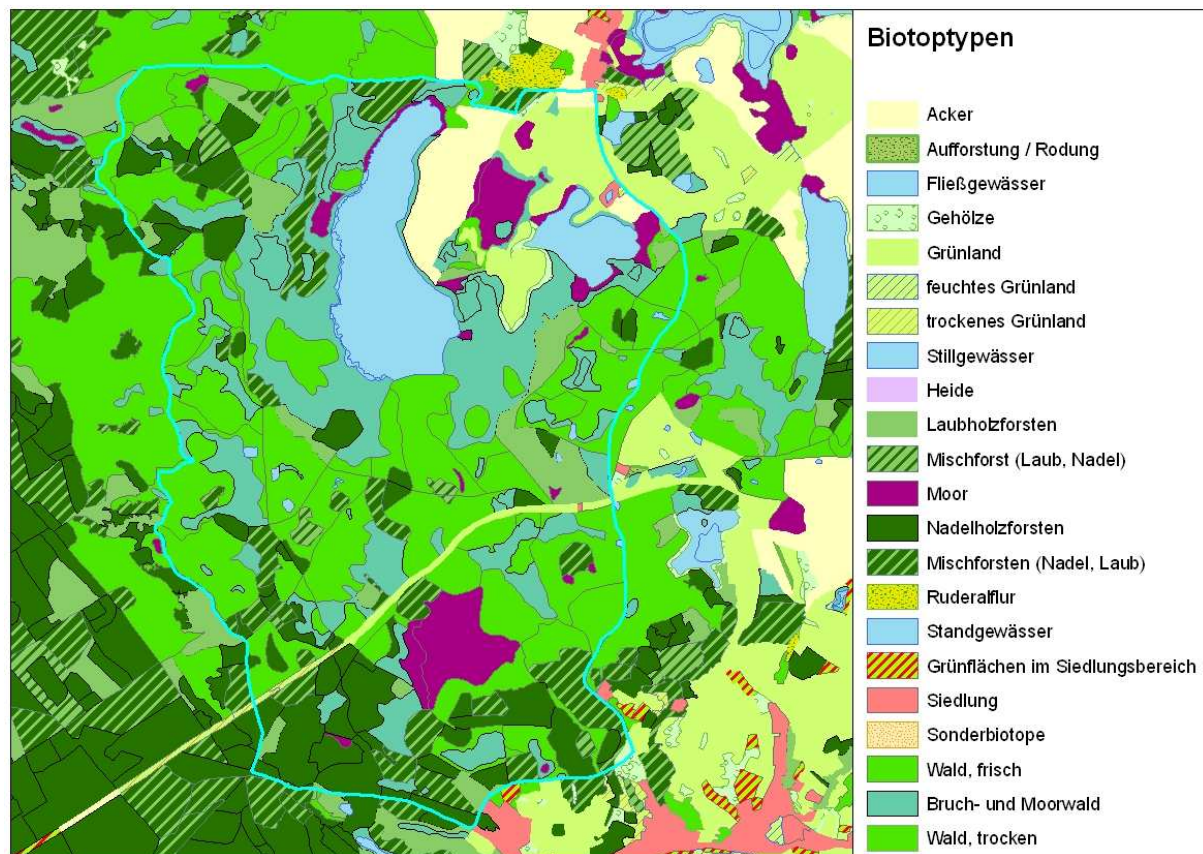 Biotoptypen
Acker
Aufforstung / Rodung
Fließgewässer
Gehölze
Grünland
feuchtes Grünland
trockenes Grünland
Stillgewässer
Heide
Laubholzforsten
Mischforst (Laub, Nadel)
Moor
Nadelholzforsten
Mischforsten (Nadel, Laub)
Ruderalflur
Standgewässer
Grünflächen im Siedlungsbereich
Siedlung
Sonderbiotope
Wald, frisch
Bruch- und Moorwald
Wald, trocken